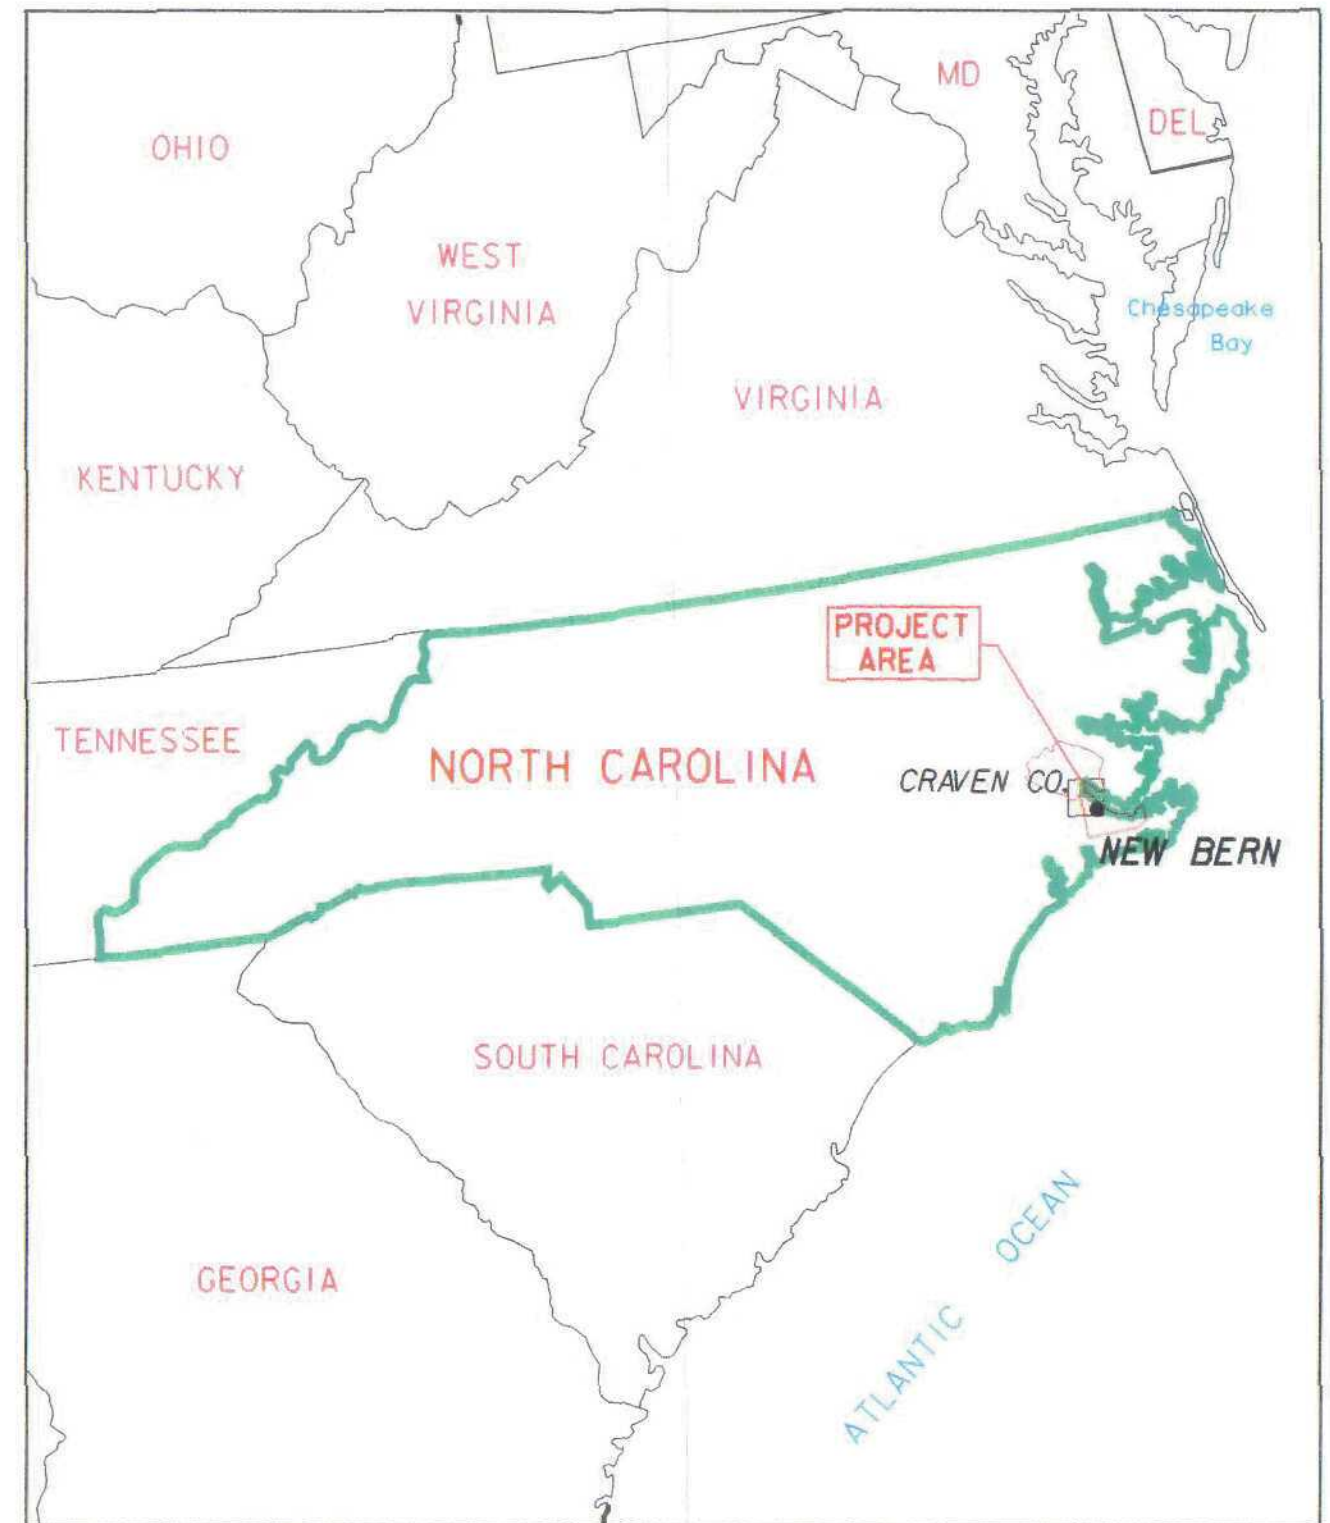 MD
DEL
OHIO
WEST
VIRGINIA
Chesapeake
Bay
VIRGINIA
KENTUCKY
PROJECT
AREA
TENNESSEE
NORTH CAROLINA
CRAVEN CO.
NEW BERN
SOUTH CAROLINA
GEORGIA
ATLANTIC OCEAN